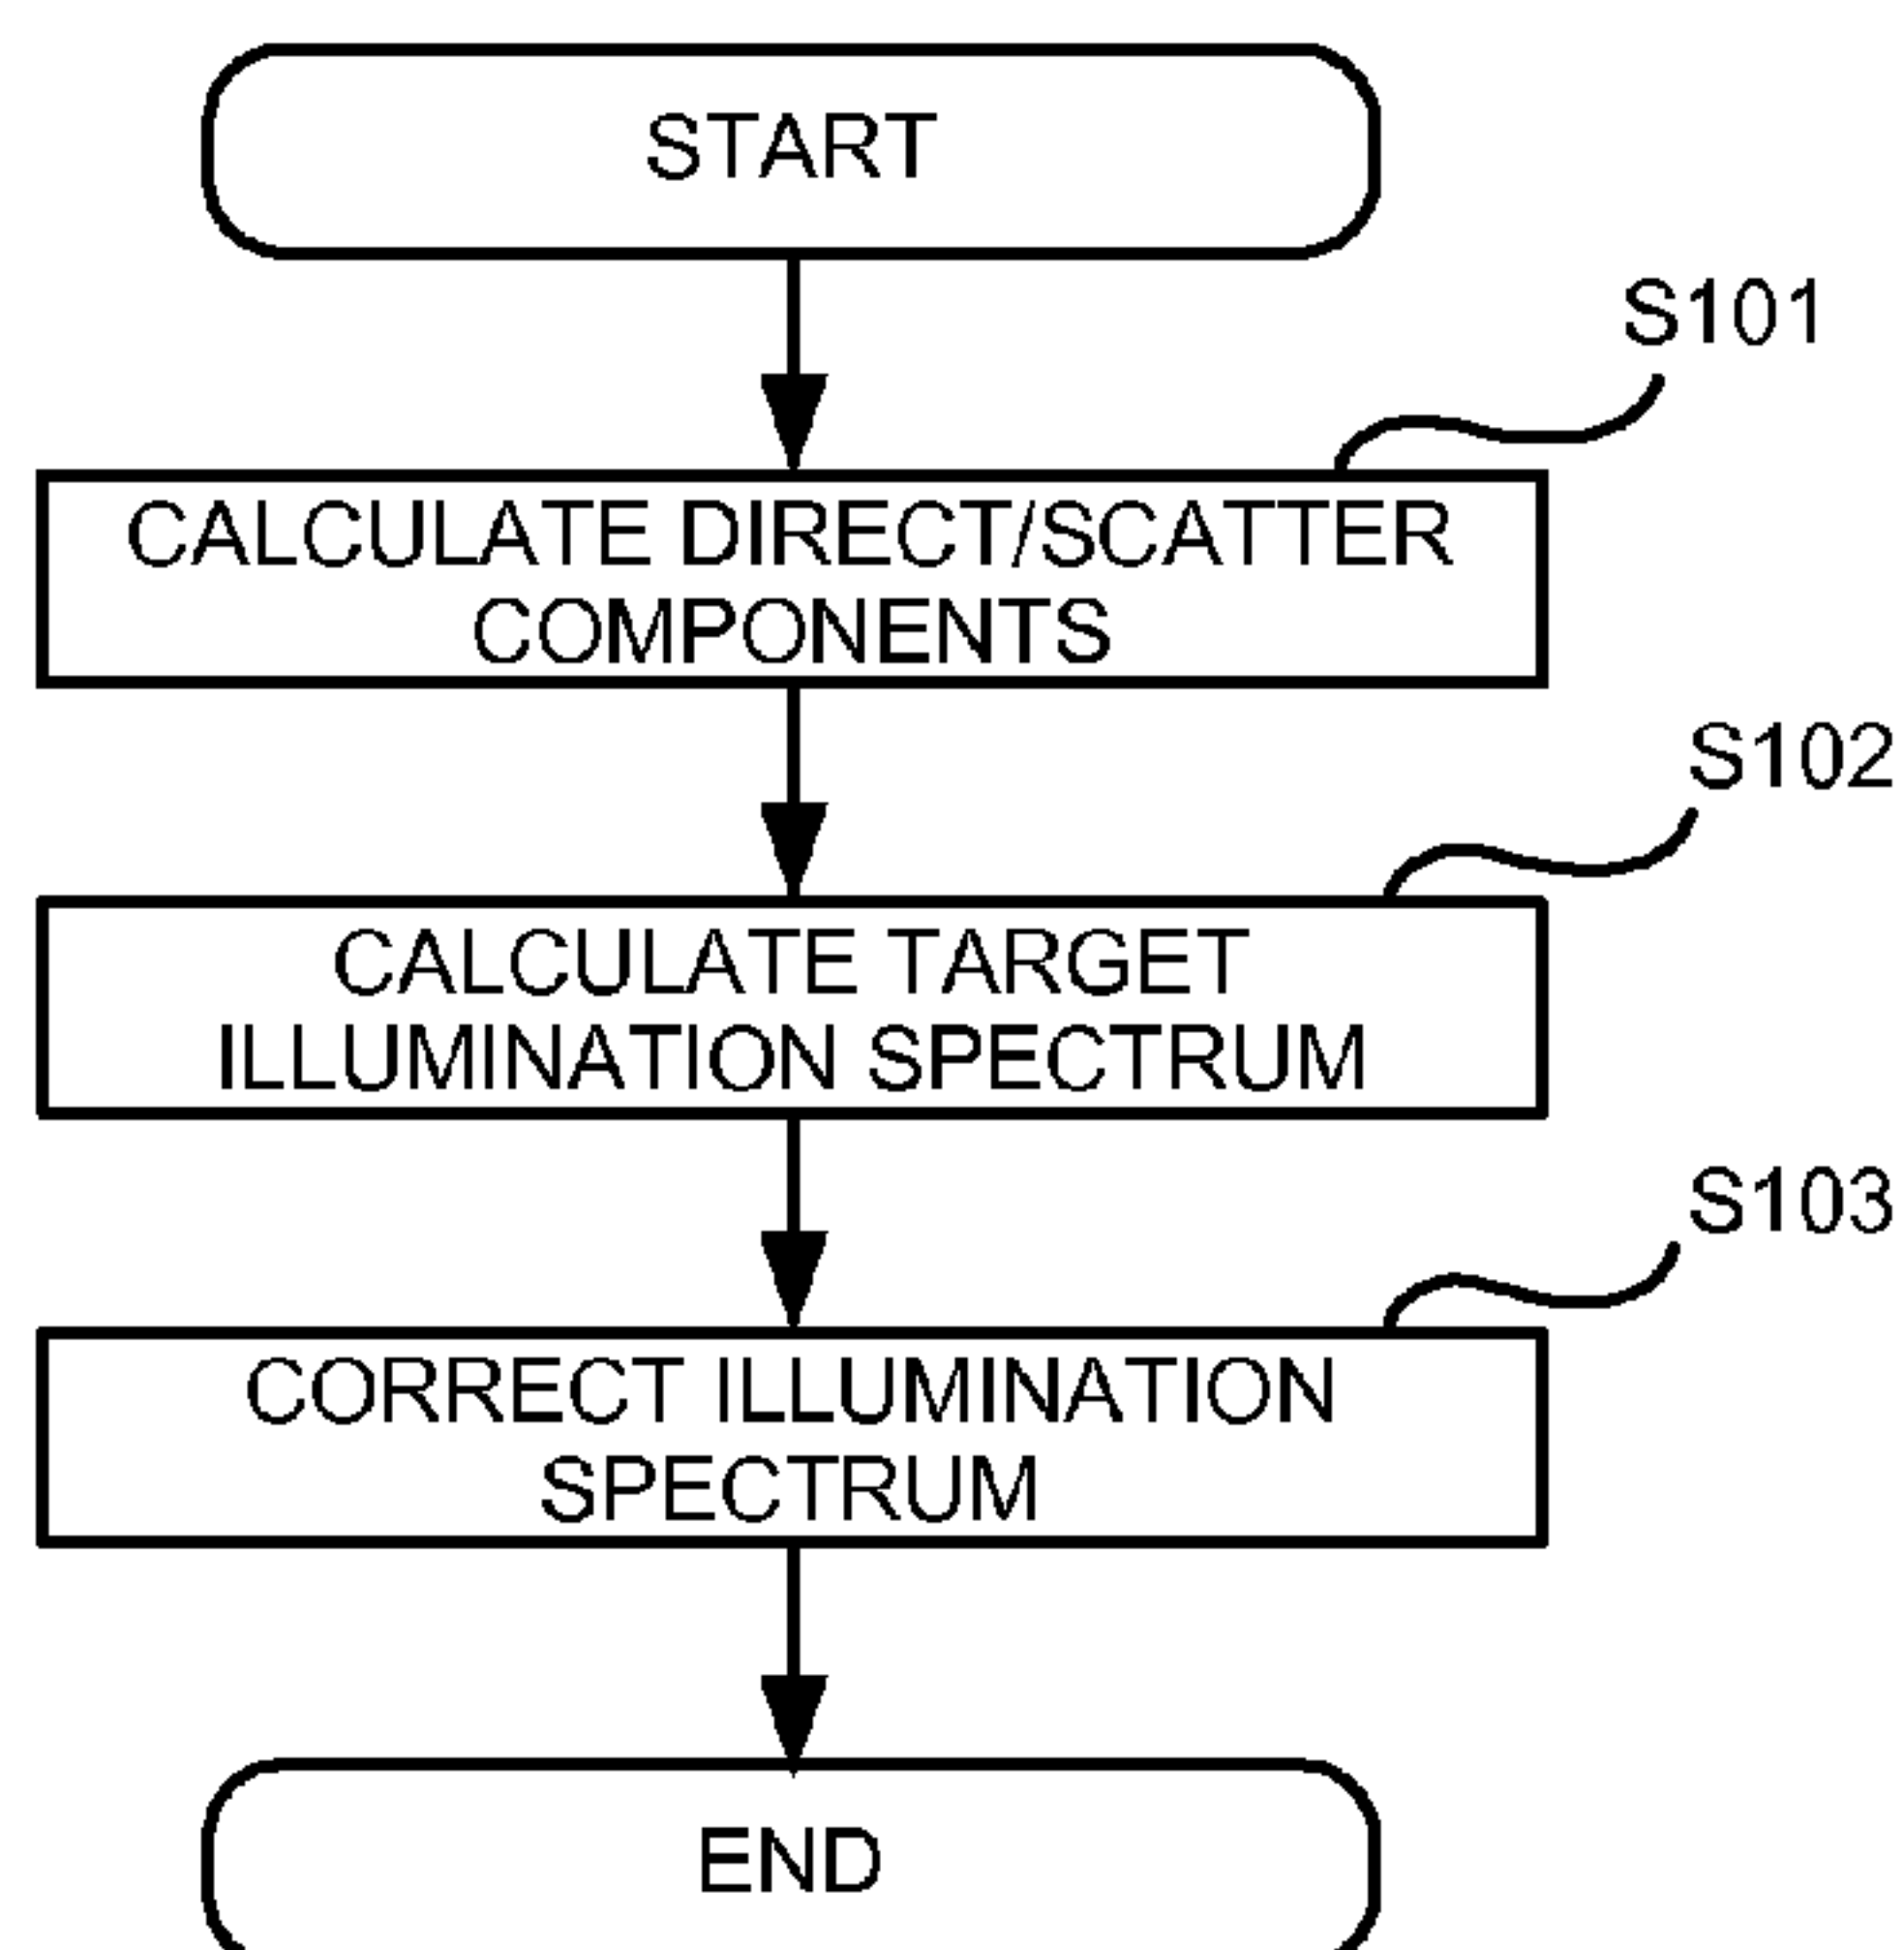 START
S101
CALCULATE DIRECT/SCATTER
COMPONENTS
S102
CALCULATE TARGET
ILLUMINATION SPECTRUM
S103
CORRECT ILLUMINATION
SPECTRUM
END